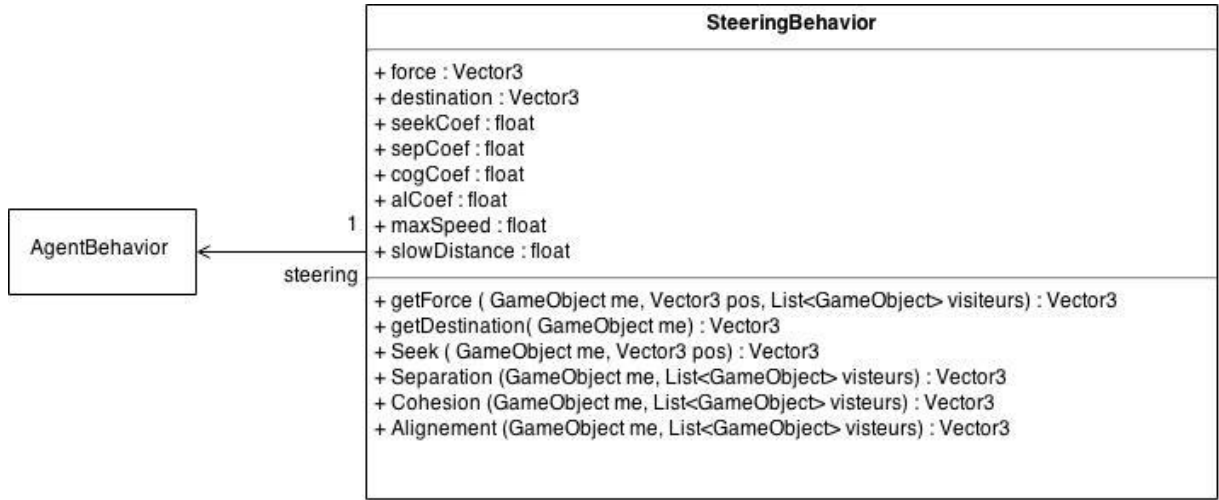 SteeringBehavior
+ force : Vector3
+ destination : Vector3
+ seekCoef : float
+ sepCoef : float
+ cogCoef : float
+ alCoef : float
+ maxSpeed : float
+ slowDistance : float
AgentBehavior
1
steering
+ getForce ( GameObject me, Vector3 pos, List<GameObject> visiteurs) : Vector3
+ getDestination( GameObject me) : Vector3
+ Seek ( GameObject me, Vector3 pos) : Vector3
+ Separation (GameObject me, List<GameObject> visteurs) : Vector3
+ Cohesion (GameObject me, List<GameObject> visteurs) : Vector3
+ Alignement (GameObject me, List<GameObject> visteurs) : Vector3